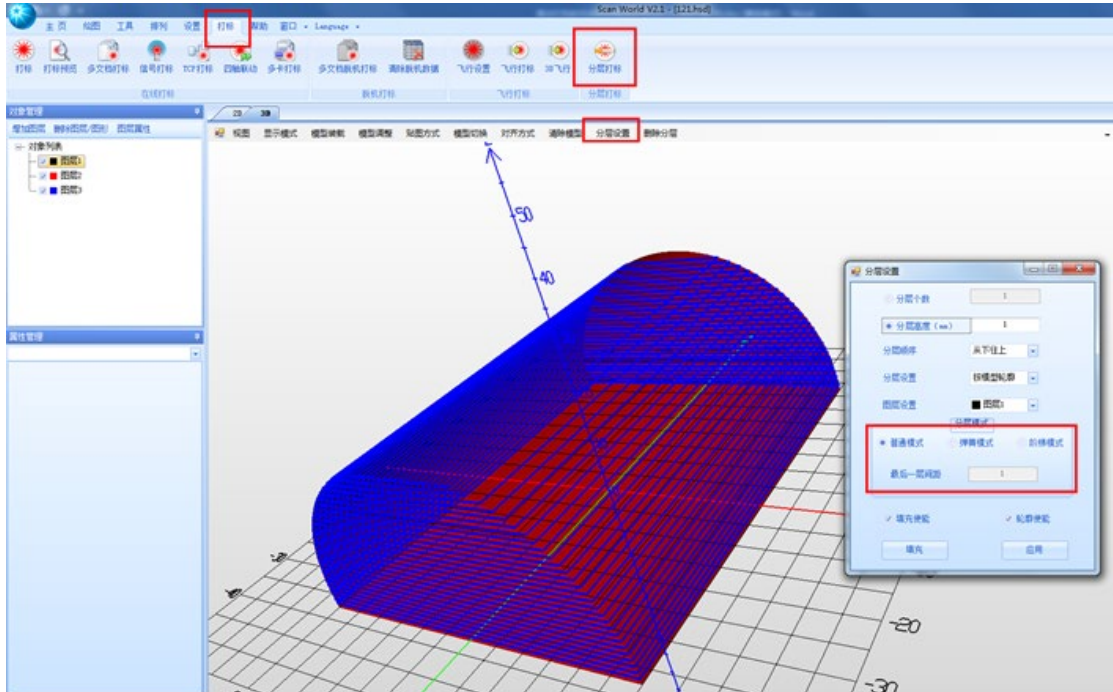 Scan World V2.1 - [121.hsd]
主页 绘图 工具 排列 设置 打标 帮助 窗口 Language
打标 打标预览 多文档打标 信号打标 TCP打标 四轴联动 多卡打标 多文档脱机打标 清除脱机数据 飞行设置 飞行打标 3D飞行 分层打标
在线打标 脱机打标 飞行打标 分层打标
对象管理
2D 3D
增加图层 删除图层/图形 图层属性
视图 显示模式 模型装载 模型调整 贴图方式 模型切换 对齐方式 清除模型 分层设置 删除分层
对象列表
图层1
图层2
图层3
50
40
分层设置
分层个数 1
分层高度 (mm) 1
分层顺序 从下往上
分层设置 按模型轮廓
图层设置 图层1
分层模式
普通模式 弹簧模式 阶梯模式
最后一层间距 1
填充使能 轮廓使能
填充 应用
属性管理
-20
-30